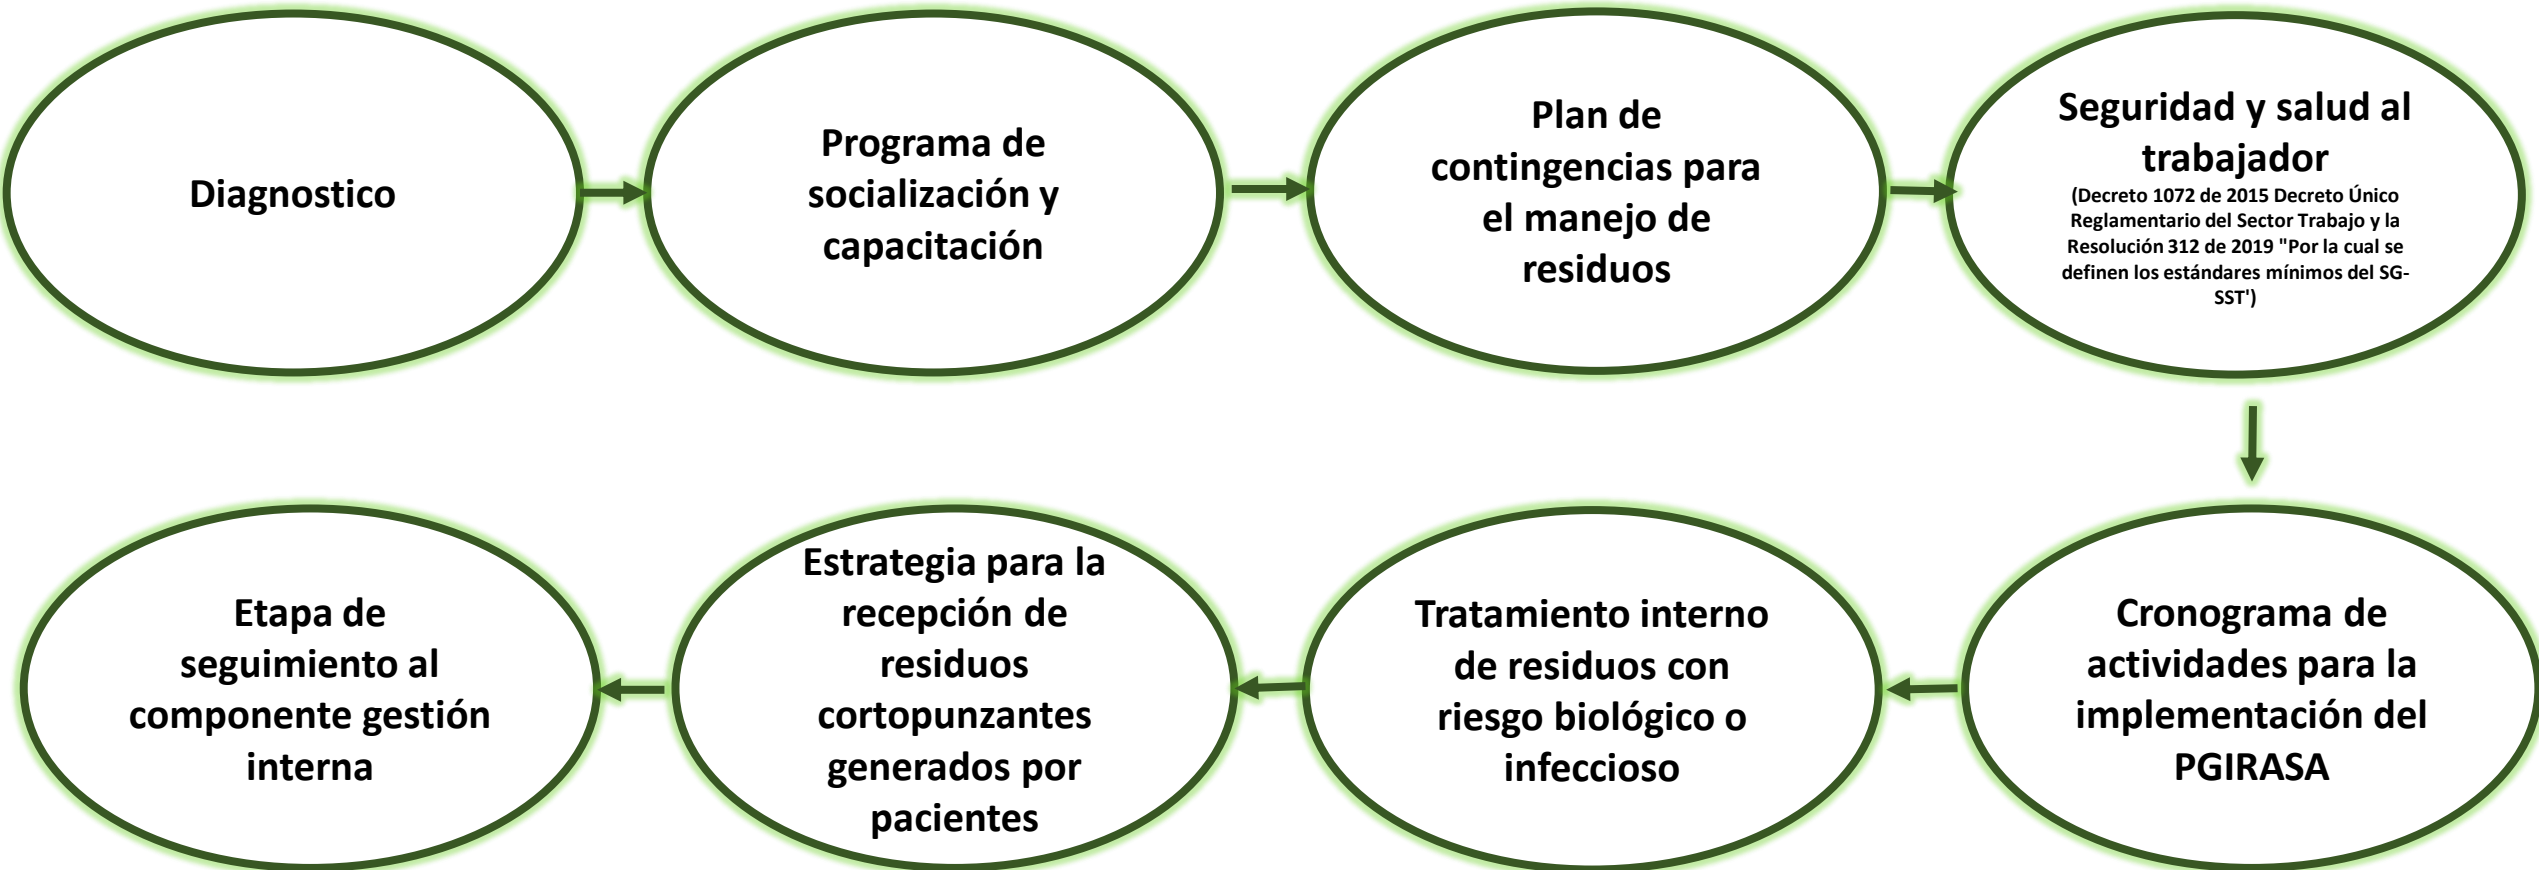 Diagnostico
Programa de
socialización y
capacitación
Plan de
contingencias para
el manejo de
residuos
Seguridad y salud al
trabajador
(Decreto 1072 de 2015 Decreto Único
Reglamentario del Sector Trabajo y la
Resolución 312 de 2019 "Por la cual se
definen los estándares mínimos del SG-
SST')
Cronograma de
actividades para la
implementación del
PGIRASA
Tratamiento interno
de residuos con
riesgo biológico o
infeccioso
Estrategia para la
recepción de
residuos
cortopunzantes
generados por
pacientes
Etapa de
seguimiento al
componente gestión
interna